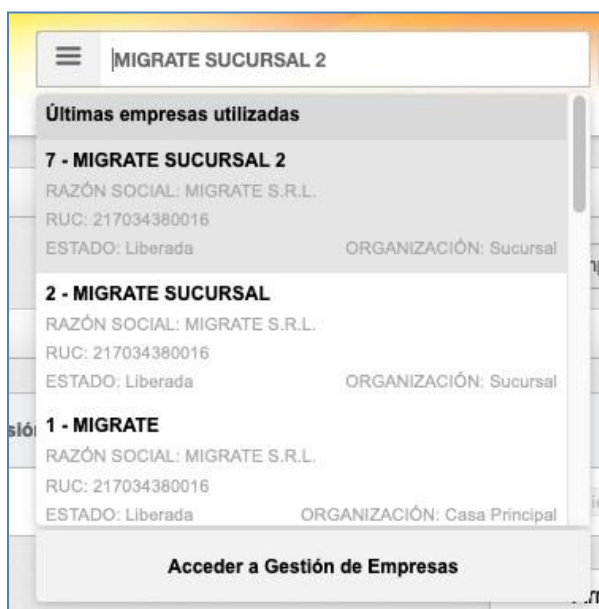 MIGRATE SUCURSAL 2
Últimas empresas utilizadas
7 - MIGRATE SUCURSAL 2
RAZÓN SOCIAL: MIGRATE S.R.L.
RUC: 217034380016
ESTADO: Liberada ORGANIZACIÓN: Sucursal
2 - MIGRATE SUCURSAL
RAZÓN SOCIAL: MIGRATE S.R.L.
RUC: 217034380016
ESTADO: Liberada ORGANIZACIÓN: Sucursal
1 - MIGRATE
RAZÓN SOCIAL: MIGRATE S.R.L.
RUC: 217034380016
ESTADO: Liberada ORGANIZACIÓN: Casa Principal
Acceder a Gestión de Empresas